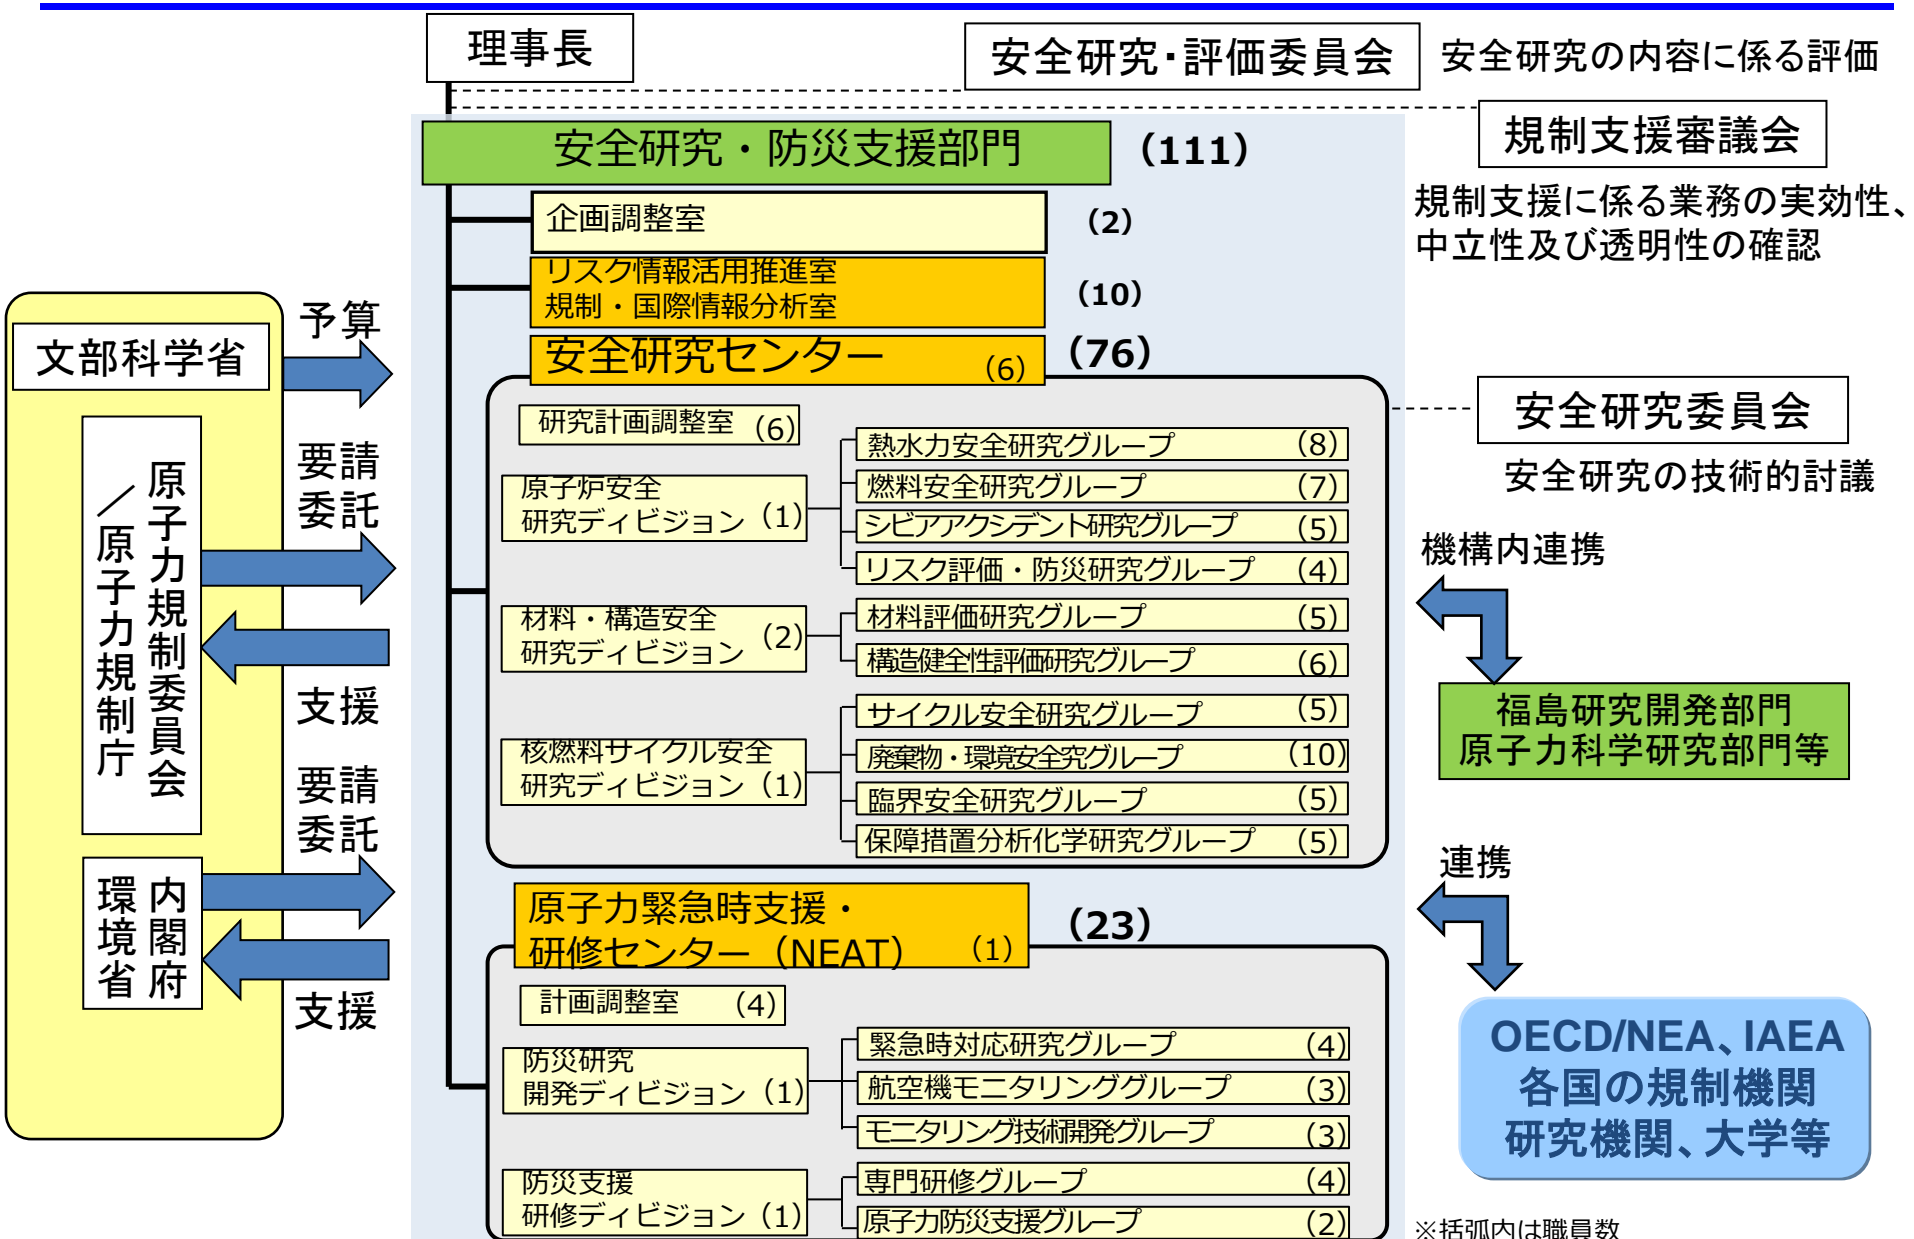 理事長
安全研究・評価委員会
安全研究の内容に係る評価
規制支援審議会
規制支援に係る業務の実効性、
中立性及び透明性の確認
安全研究・防災支援部門
（111）
企画調整室
（2）
リスク情報活用推進室
規制・国際情報分析室
（10）
安全研究センター （6）
（76）
研究計画調整室（6）
原子炉安全
研究ディビジョン（1）
熱水力安全研究グループ （8）
燃料安全研究グループ （7）
シビアアクシデント研究グループ （5）
リスク評価・防災研究グループ （4）
材料・構造安全
研究ディビジョン（2）
材料評価研究グループ （5）
構造健全性評価研究グループ （6）
核燃料サイクル安全
研究ディビジョン（1）
サイクル安全研究グループ （5）
廃棄物・環境安全究グループ （10）
臨界安全研究グループ （5）
保障措置分析化学研究グループ （5）
原子力緊急時支援・
研修センター（NEAT） （1）
（23）
計画調整室 （4）
防災研究
開発ディビジョン（1）
緊急時対応研究グループ （4）
航空機モニタリンググループ （3）
モニタリング技術開発グループ （3）
防災支援
研修ディビジョン（1）
専門研修グループ （4）
原子力防災支援グループ （2）
文部科学省
予算
原子力規制委員会
／原子力規制庁
要請
委託
支援
内閣府
環境省
要請
委託
支援
安全研究委員会
安全研究の技術的討議
機構内連携
福島研究開発部門
原子力科学研究部門等
連携
OECD/NEA、IAEA
各国の規制機関
研究機関、大学等
※括弧内は職員数